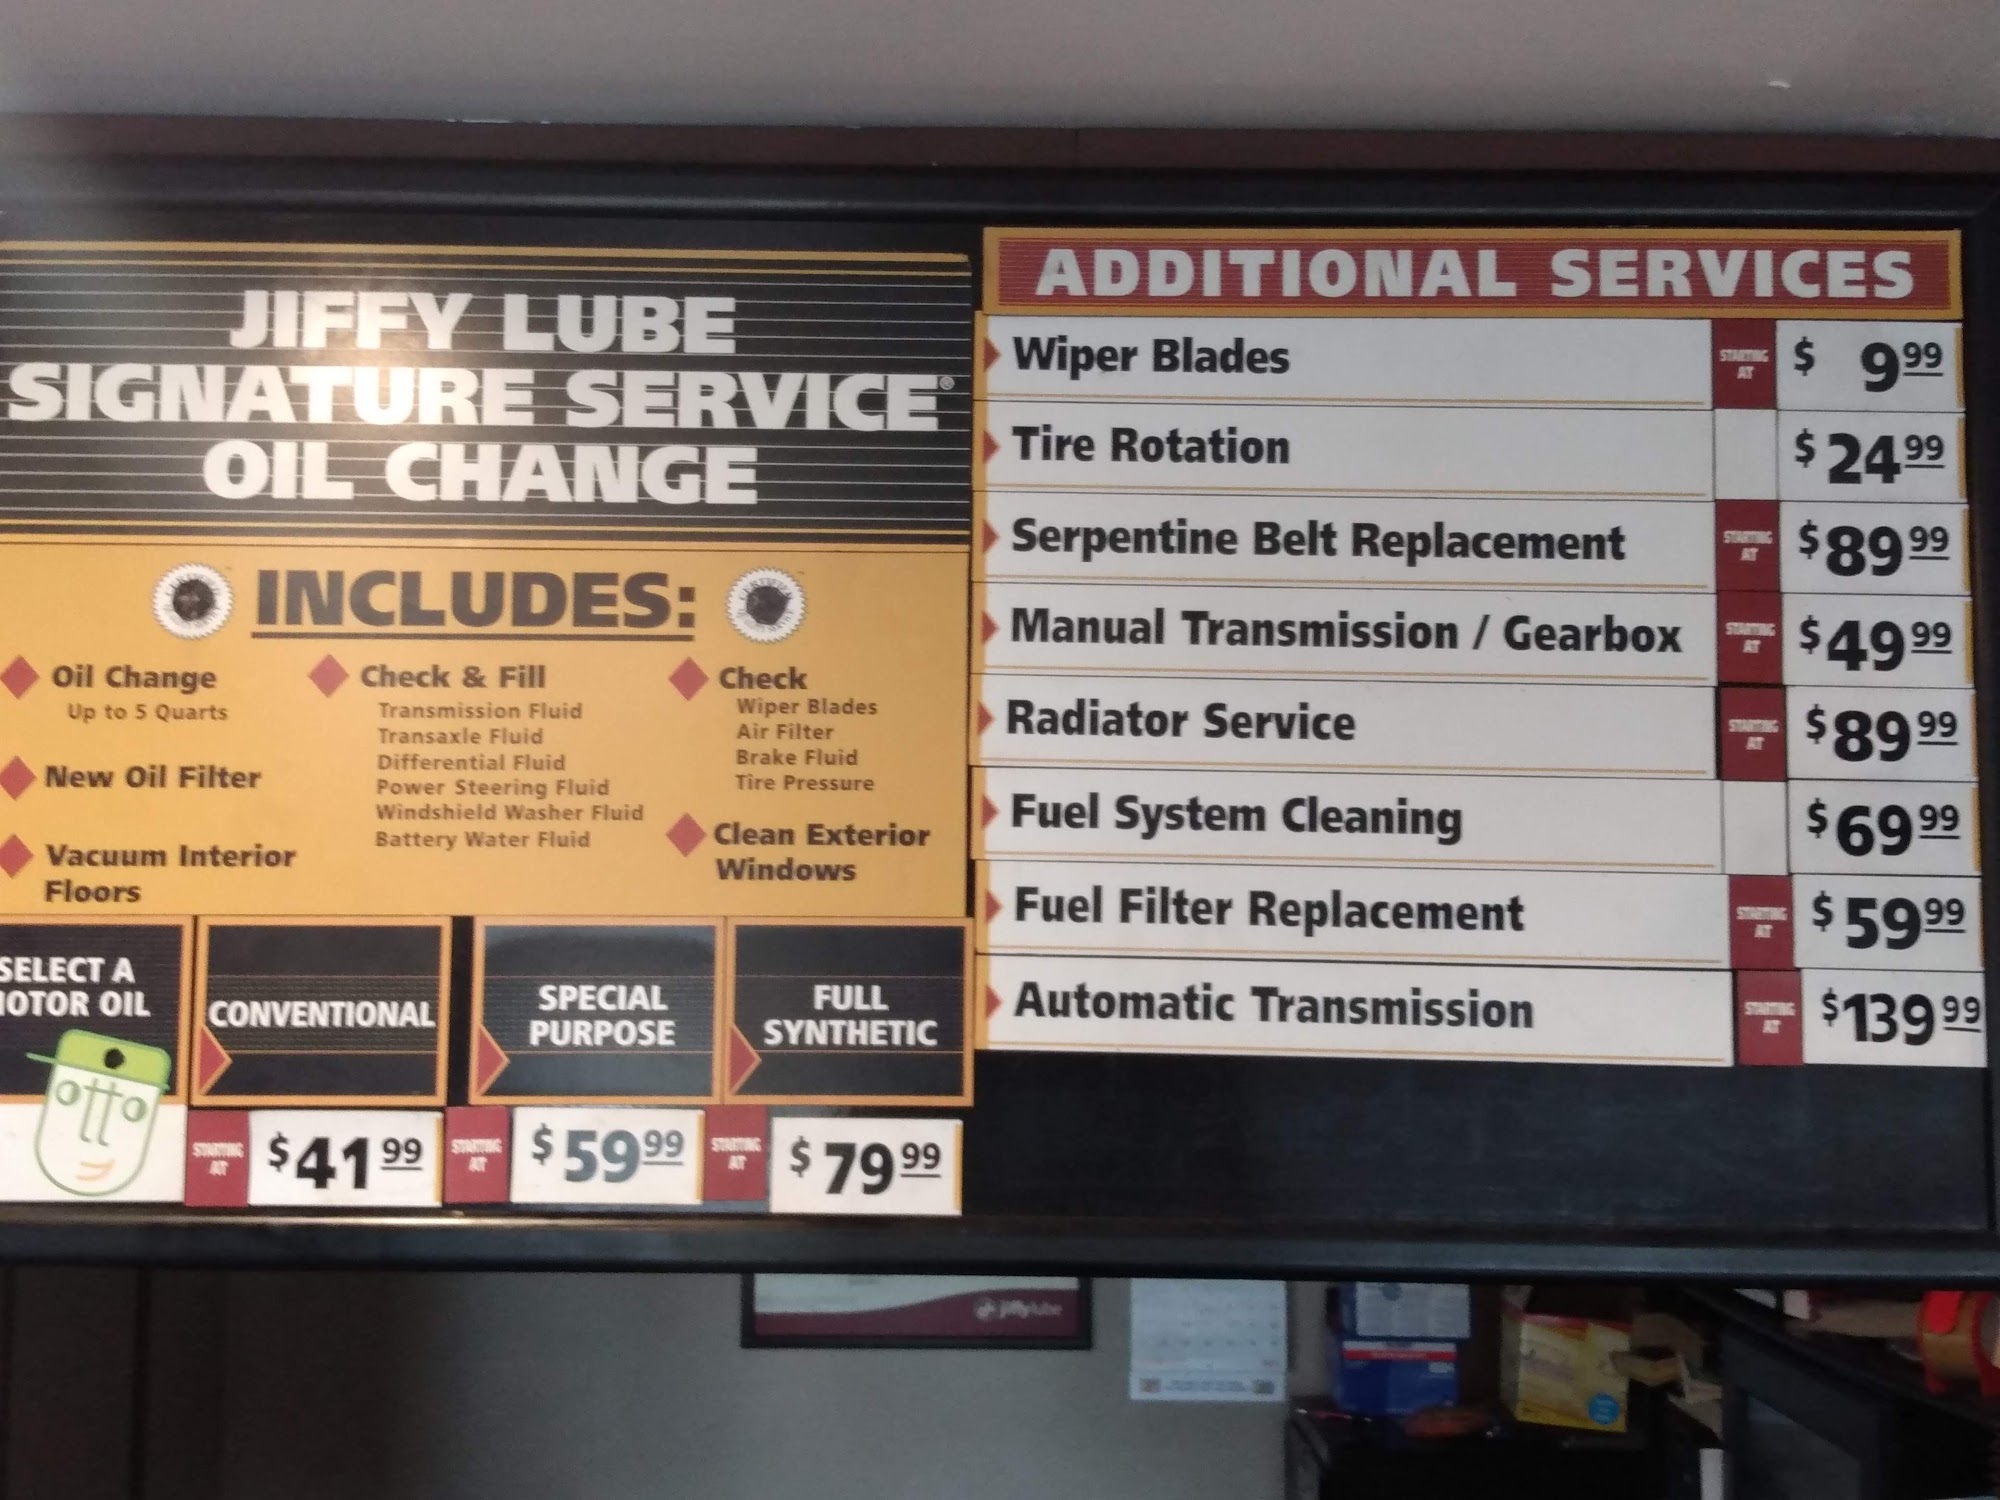 JIFFY LUBE
SIGNATURE SERVICE®
OIL CHANGE
INCLUDES:
Oil Change
Up to 5 Quarts
New Oil Filter
Vacuum Interior
Floors
Check & Fill
Transmission Fluid
Transaxle Fluid
Differential Fluid
Power Steering Fluid
Windshield Washer Fluid
Battery Water Fluid
Check
Wiper Blades
Air Filter
Brake Fluid
Tire Pressure
Clean Exterior
Windows
SELECT A
MOTOR OIL
otto
CONVENTIONAL
STARTING
AT
$41 99
SPECIAL
PURPOSE
STARTING
AT
$59 99
FULL
SYNTHETIC
STARTING
AT
$79 99
ADDITIONAL SERVICES
Wiper Blades STARTING AT $ 9 99
Tire Rotation $24 99
Serpentine Belt Replacement STARTING AT $89 99
Manual Transmission / Gearbox STARTING AT $49 99
Radiator Service STARTING AT $89 99
Fuel System Cleaning $69 99
Fuel Filter Replacement STARTING AT $59 99
Automatic Transmission STARTING AT $139 99
jiffylube